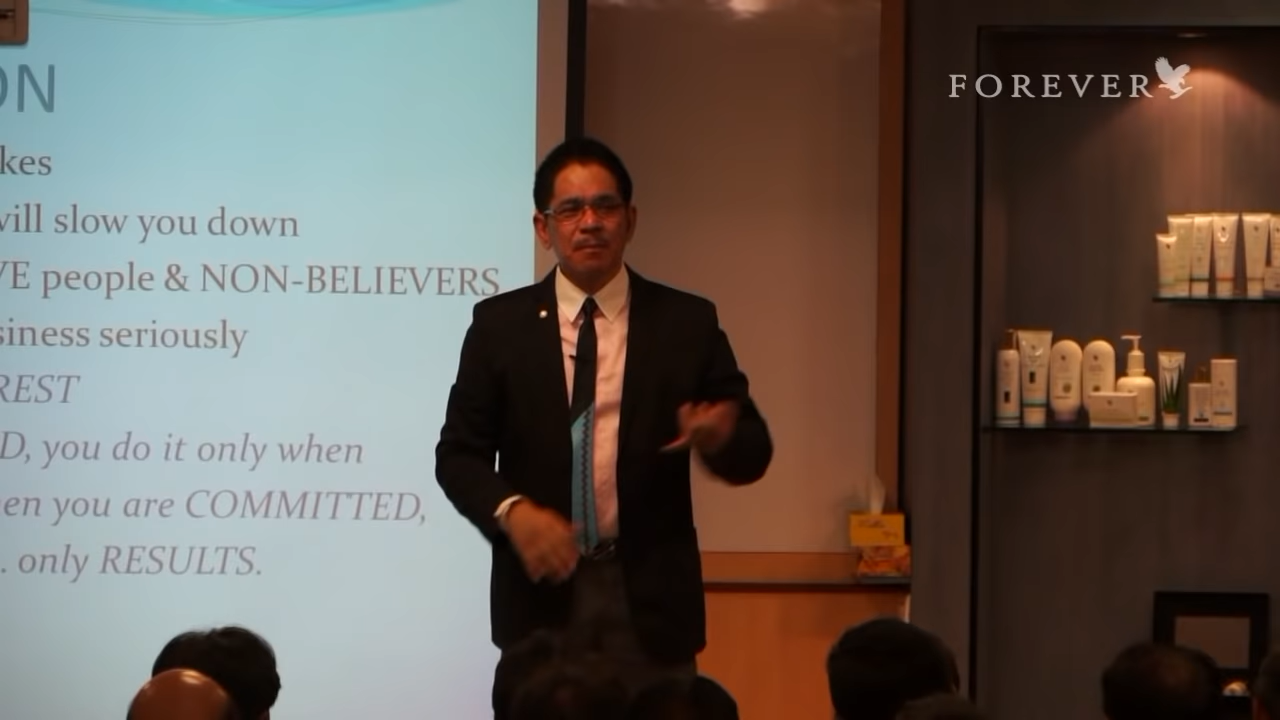 ON
kes
will slow you down
VE people & NON-BELIEVERS
siness seriously
REST
D, you do it only when
en you are COMMITTED,
. only RESULTS.
FOREVER